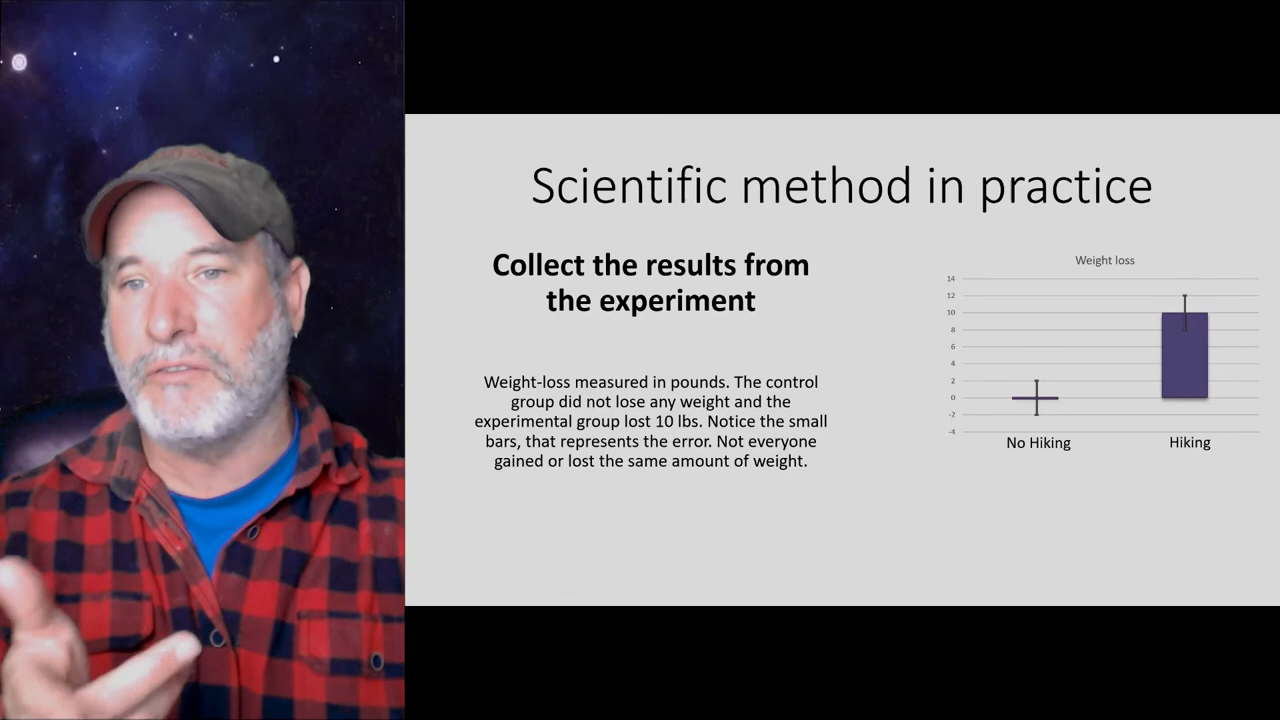 Scientific method in practice
Collect the results from
the experiment
Weight-loss measured in pounds. The control
group did not lose any weight and the
experimental group lost 10 lbs. Notice the small
bars, that represents the error. Not everyone
gained or lost the same amount of weight.
Weight loss
14
12
10
8
6
4
2
0
-2
-4
No Hiking
Hiking